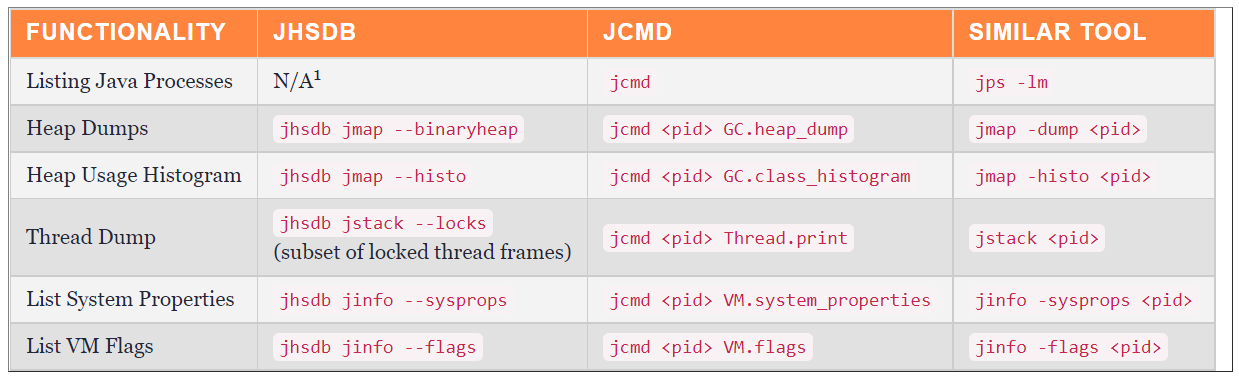 FUNCTIONALITY JHSDB JCMD SIMILAR TOOL
Listing Java Processes N/A¹ jcmd jps -lm
Heap Dumps jhsdb jmap --binaryheap jcmd <pid> GC.heap_dump jmap -dump <pid>
Heap Usage Histogram jhsdb jmap --histo jcmd <pid> GC.class_histogram jmap -histo <pid>
Thread Dump jhsdb jstack --locks
(subset of locked thread frames) jcmd <pid> Thread.print jstack <pid>
List System Properties jhsdb jinfo --sysprops jcmd <pid> VM.system_properties jinfo -sysprops <pid>
List VM Flags jhsdb jinfo --flags jcmd <pid> VM.flags jinfo -flags <pid>